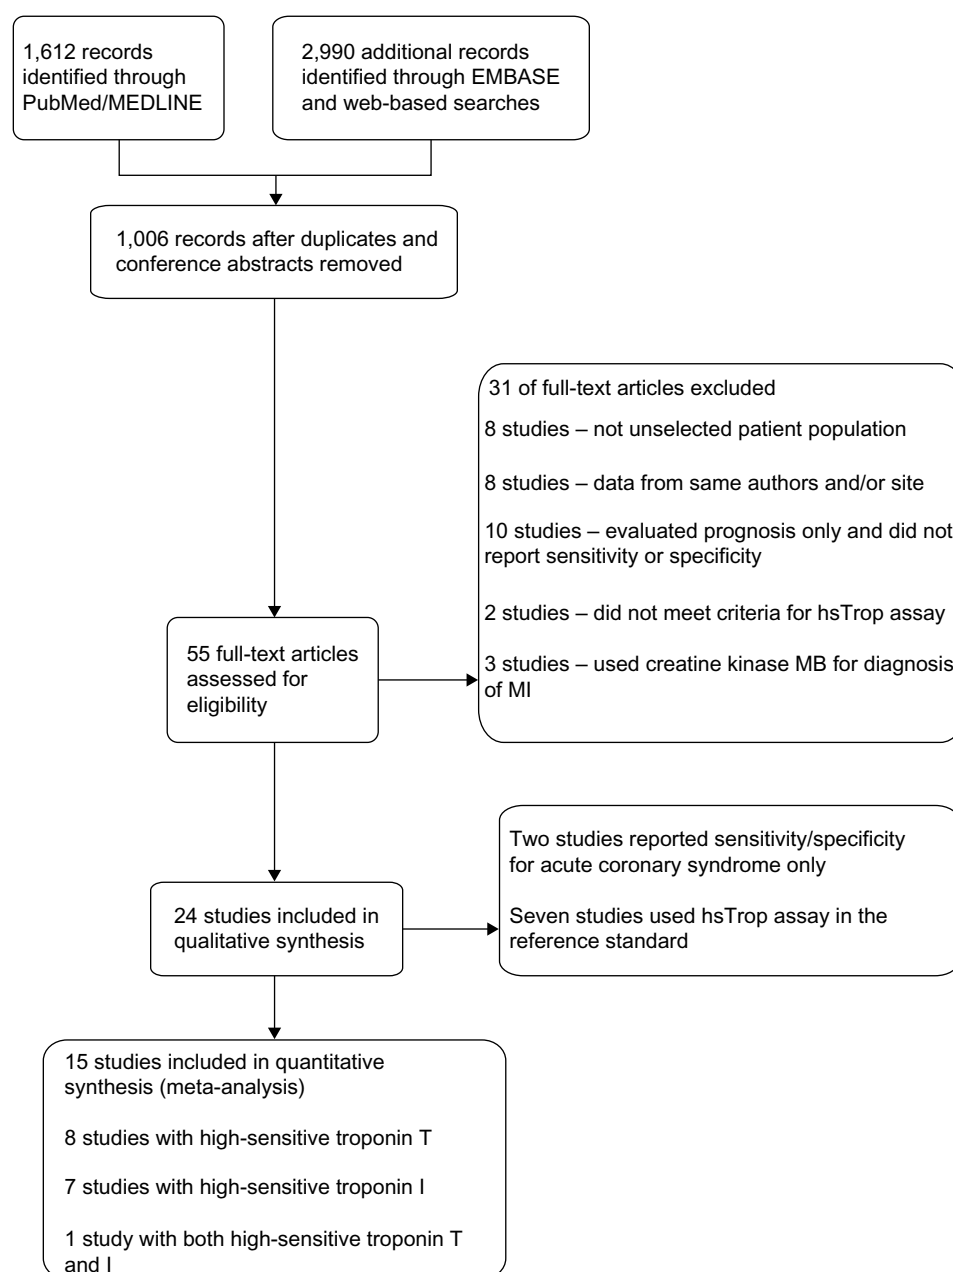 1,612 records
identified through
PubMed/MEDLINE
2,990 additional records
identified through EMBASE
and web-based searches
1,006 records after duplicates and
conference abstracts removed
31 of full-text articles excluded
8 studies – not unselected patient population
8 studies – data from same authors and/or site
10 studies – evaluated prognosis only and did not
report sensitivity or specificity
2 studies – did not meet criteria for hsTrop assay
3 studies – used creatine kinase MB for diagnosis
of MI
55 full-text articles
assessed for
eligibility
Two studies reported sensitivity/specificity
for acute coronary syndrome only
Seven studies used hsTrop assay in the
reference standard
24 studies included in
qualitative synthesis
15 studies included in quantitative
synthesis (meta-analysis)
8 studies with high-sensitive troponin T
7 studies with high-sensitive troponin I
1 study with both high-sensitive troponin T
and I